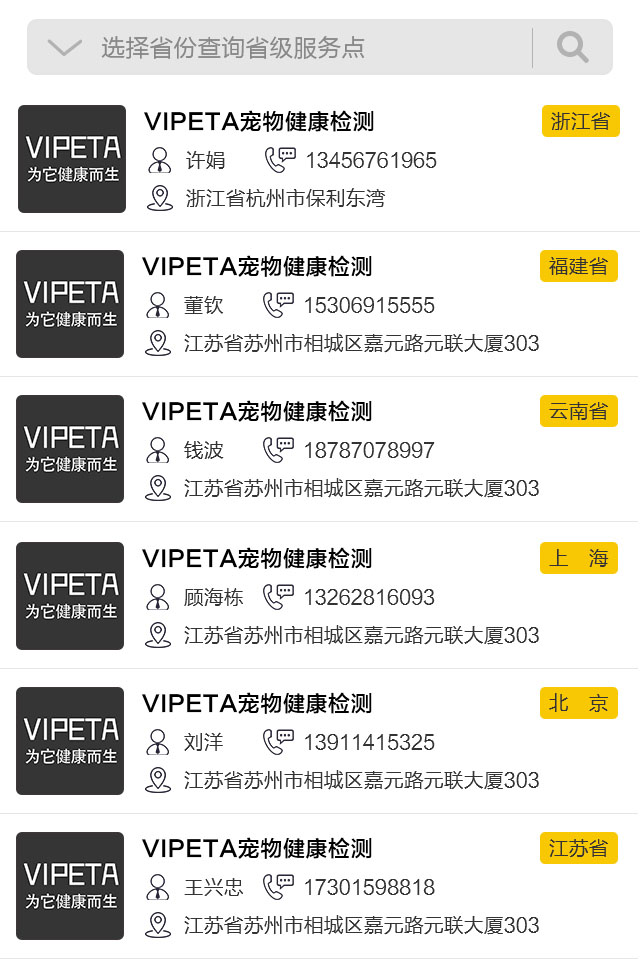 选择省份查询省级服务点
VIPETA
为它健康而生
VIPETA宠物健康检测
浙江省
许娟 13456761965
浙江省杭州市保利东湾
VIPETA
为它健康而生
VIPETA宠物健康检测
福建省
董钦 15306915555
江苏省苏州市相城区嘉元路元联大厦303
VIPETA
为它健康而生
VIPETA宠物健康检测
云南省
钱波 18787078997
江苏省苏州市相城区嘉元路元联大厦303
VIPETA
为它健康而生
VIPETA宠物健康检测
上 海
顾海栋 13262816093
江苏省苏州市相城区嘉元路元联大厦303
VIPETA
为它健康而生
VIPETA宠物健康检测
北 京
刘洋 13911415325
江苏省苏州市相城区嘉元路元联大厦303
VIPETA
为它健康而生
VIPETA宠物健康检测
江苏省
王兴忠 17301598818
江苏省苏州市相城区嘉元路元联大厦303